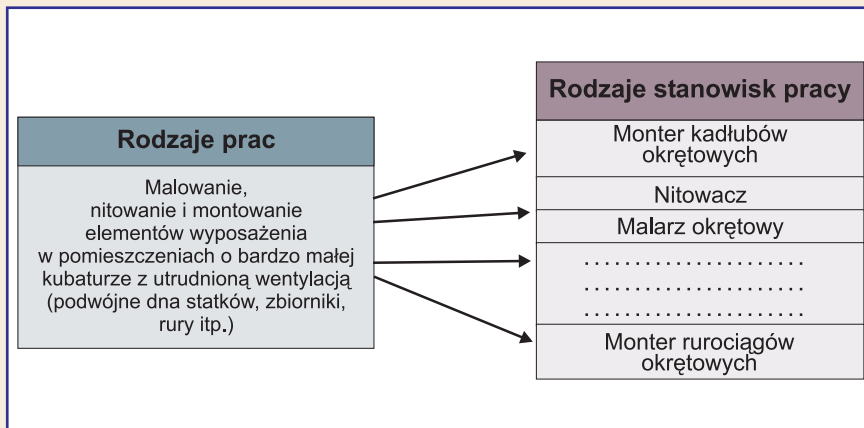 Rodzaje prac
Malowanie,
nitowanie i montowanie
elementów wyposażenia
w pomieszczeniach o bardzo małej
kubaturze z utrudnioną wentylacją
(podwójne dna statków, zbiorniki,
rury itp.)
Rodzaje stanowisk pracy
Monter kadłubów
okrętowych
Nitowacz
Malarz okrętowy
......................
......................
......................
Monter rurociągów
okrętowych